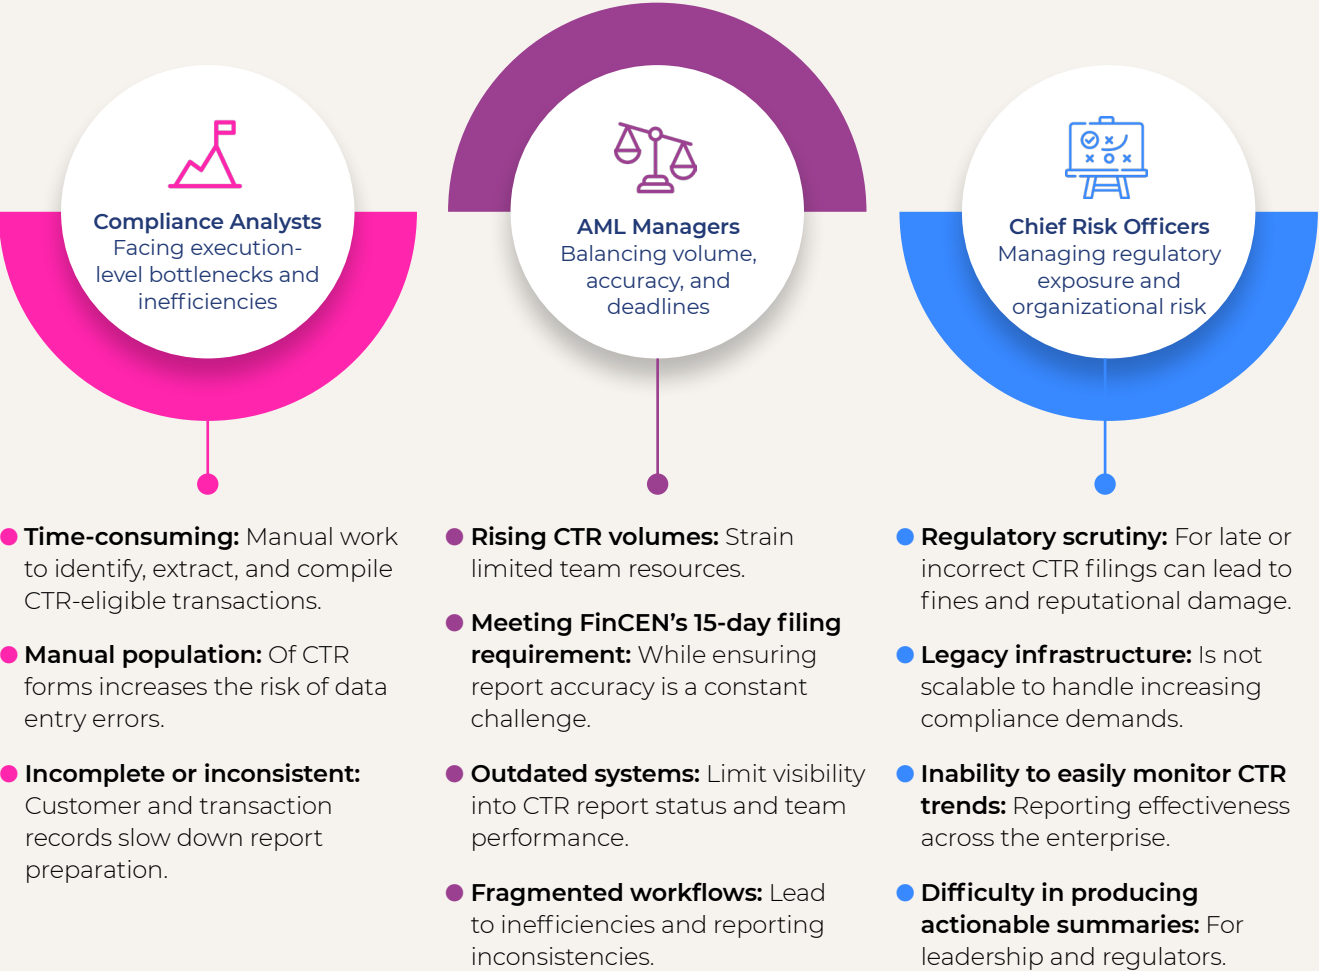 Compliance Analysts
Facing execution-
level bottlenecks and
inefficiencies
AML Managers
Balancing volume,
accuracy, and
deadlines
Chief Risk Officers
Managing regulatory
exposure and
organizational risk
Time-consuming: Manual work
to identify, extract, and compile
CTR-eligible transactions.
Manual population: Of CTR
forms increases the risk of data
entry errors.
Incomplete or inconsistent:
Customer and transaction
records slow down report
preparation.
Rising CTR volumes: Strain
limited team resources.
Meeting FinCEN’s 15-day filing
requirement: While ensuring
report accuracy is a constant
challenge.
Outdated systems: Limit visibility
into CTR report status and team
performance.
Fragmented workflows: Lead
to inefficiencies and reporting
inconsistencies.
Regulatory scrutiny: For late or
incorrect CTR filings can lead to
fines and reputational damage.
Legacy infrastructure: Is not
scalable to handle increasing
compliance demands.
Inability to easily monitor CTR
trends: Reporting effectiveness
across the enterprise.
Difficulty in producing
actionable summaries: For
leadership and regulators.